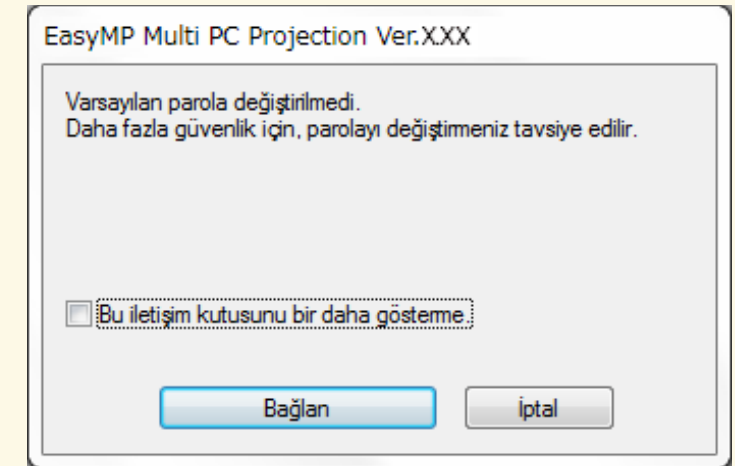 EasyMP Multi PC Projection Ver.X.XX
Varsayılan parola değiştirilmedi.
Daha fazla güvenlik için, parolayı değiştirmeniz tavsiye edilir.
Bu iletişim kutusunu bir daha gösterme.
Bağlan
İptal